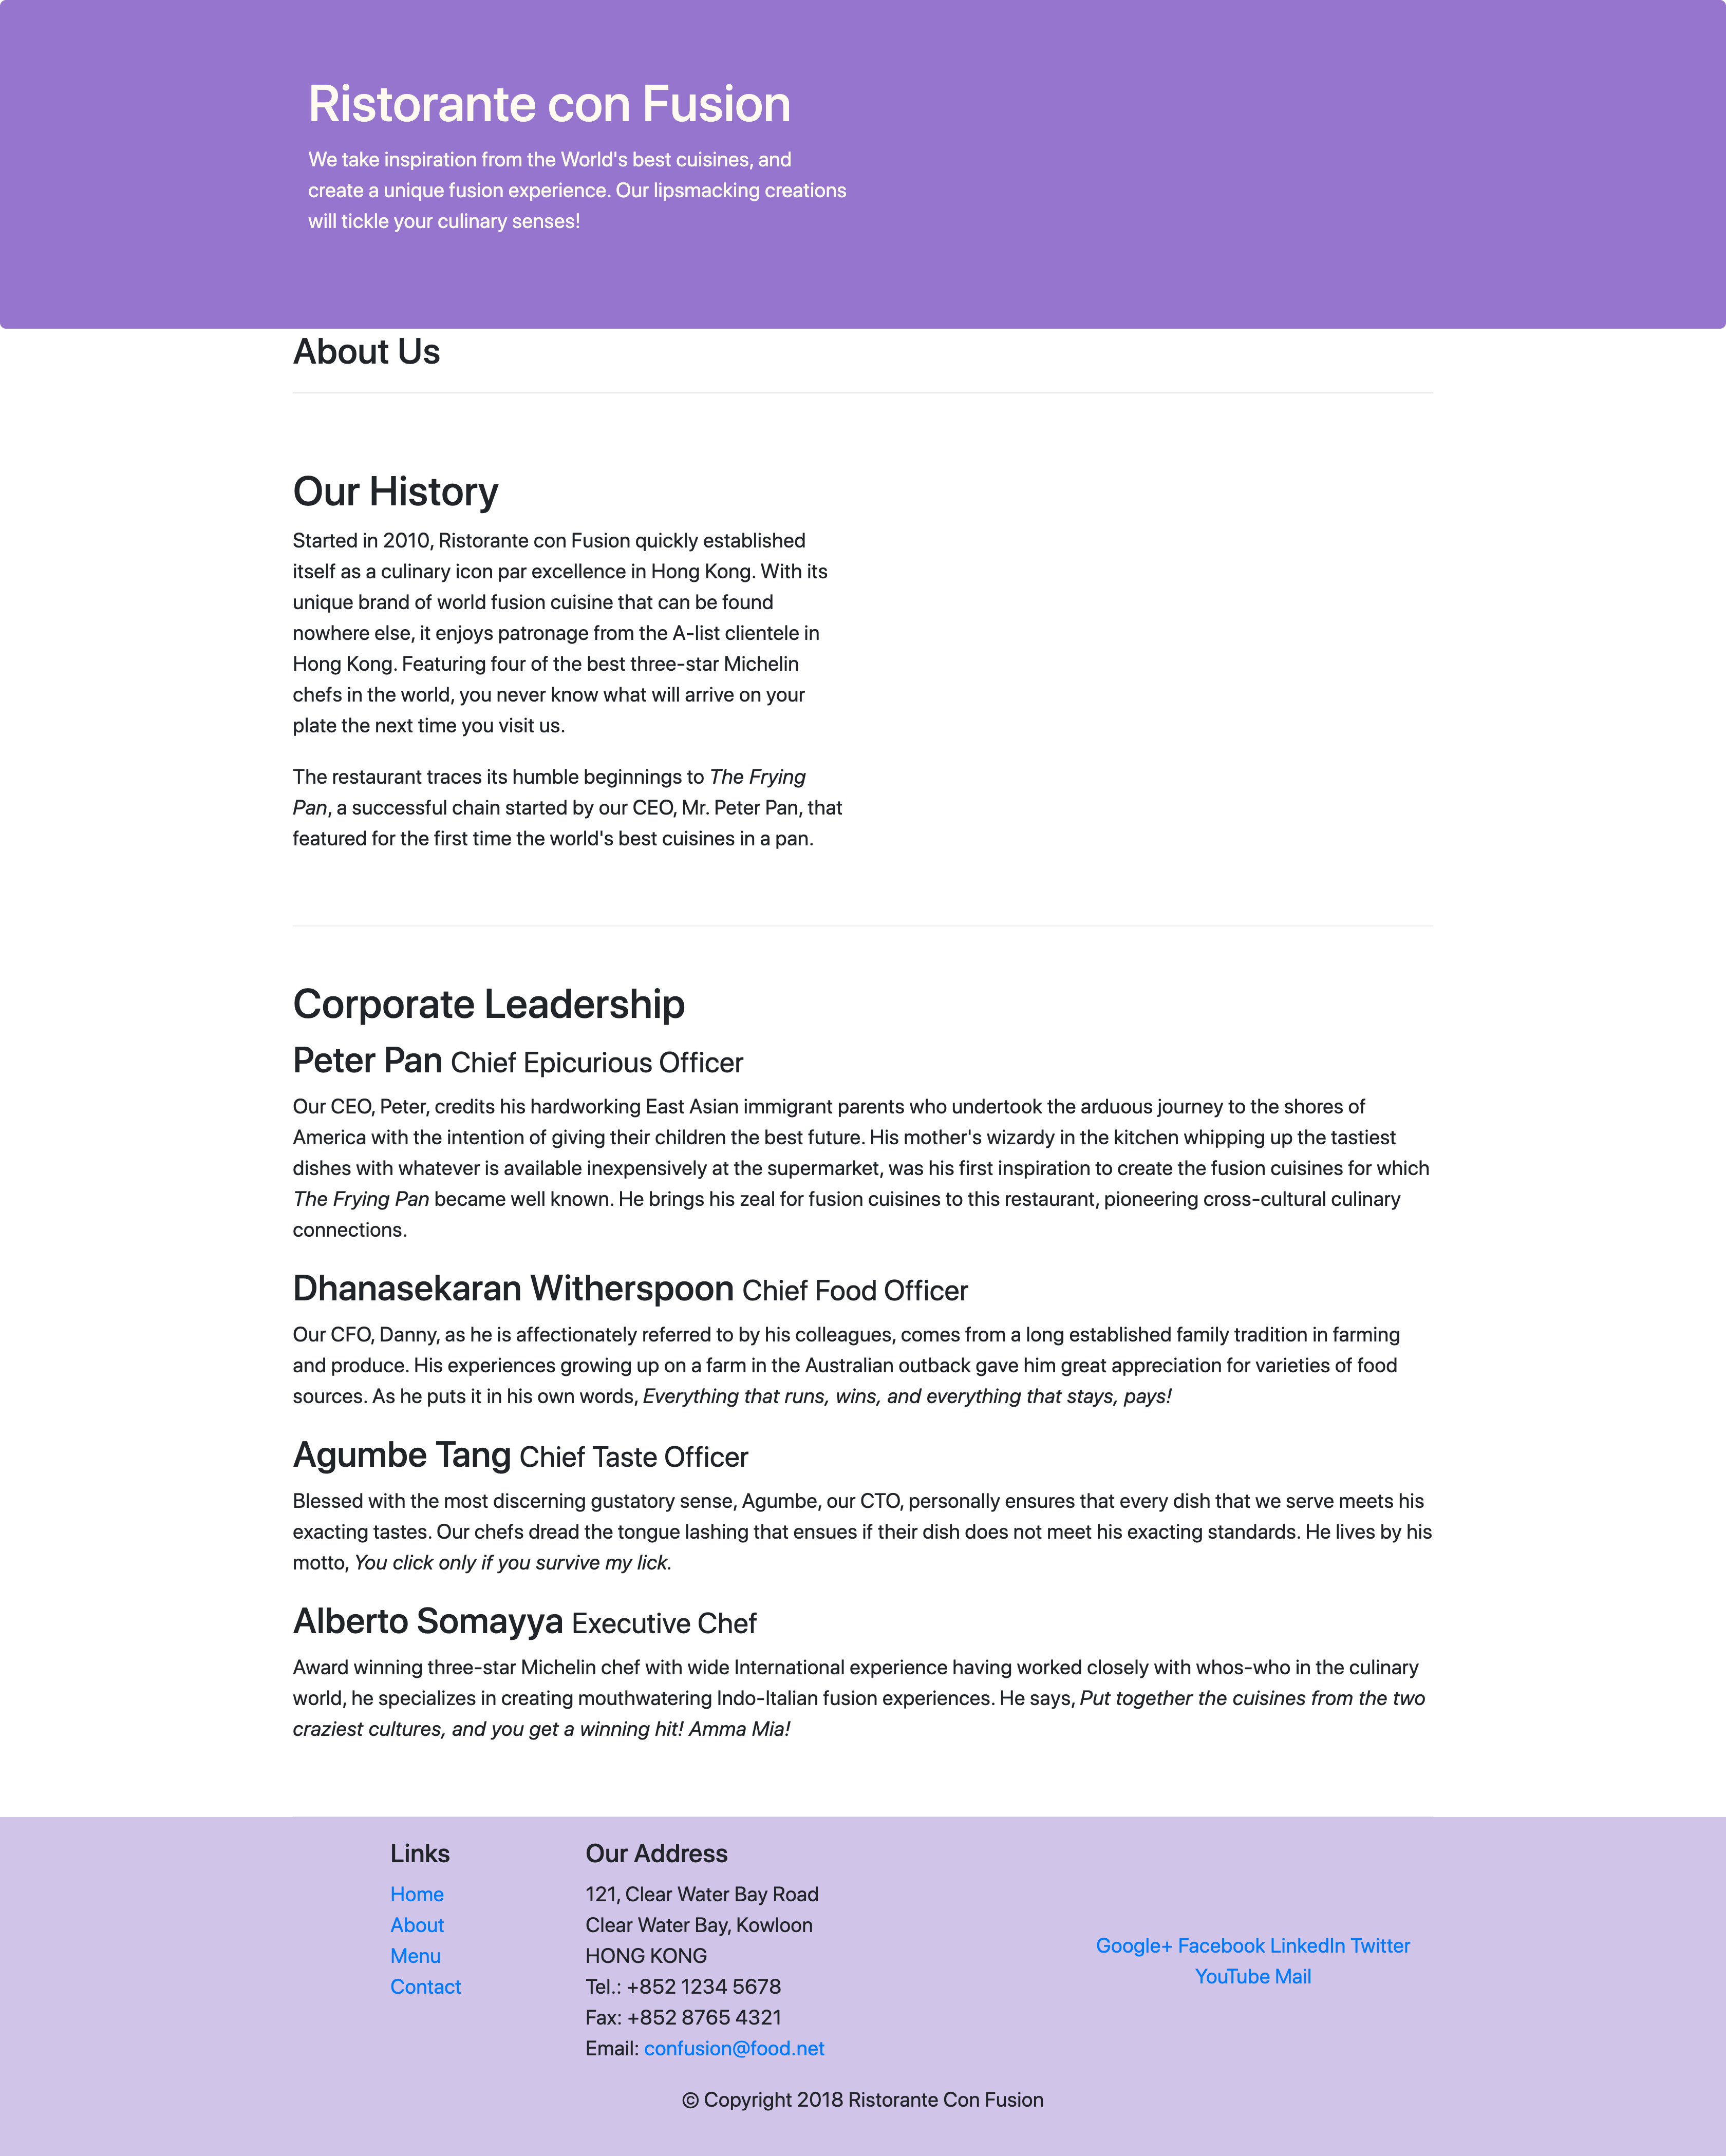 Ristorante con Fusion
We take inspiration from the World's best cuisines, and
create a unique fusion experience. Our lipsmacking creations
will tickle your culinary senses!
About Us
Our History
Started in 2010, Ristorante con Fusion quickly established
itself as a culinary icon par excellence in Hong Kong. With its
unique brand of world fusion cuisine that can be found
nowhere else, it enjoys patronage from the A-list clientele in
Hong Kong. Featuring four of the best three-star Michelin
chefs in the world, you never know what will arrive on your
plate the next time you visit us.
The restaurant traces its humble beginnings to The Frying
Pan, a successful chain started by our CEO, Mr. Peter Pan, that
featured for the first time the world's best cuisines in a pan.
Corporate Leadership
Peter Pan Chief Epicurious Officer
Our CEO, Peter, credits his hardworking East Asian immigrant parents who undertook the arduous journey to the shores of
America with the intention of giving their children the best future. His mother's wizardy in the kitchen whipping up the tastiest
dishes with whatever is available inexpensively at the supermarket, was his first inspiration to create the fusion cuisines for which
The Frying Pan became well known. He brings his zeal for fusion cuisines to this restaurant, pioneering cross-cultural culinary
connections.
Dhanasekaran Witherspoon Chief Food Officer
Our CFO, Danny, as he is affectionately referred to by his colleagues, comes from a long established family tradition in farming
and produce. His experiences growing up on a farm in the Australian outback gave him great appreciation for varieties of food
sources. As he puts it in his own words, Everything that runs, wins, and everything that stays, pays!
Agumbe Tang Chief Taste Officer
Blessed with the most discerning gustatory sense, Agumbe, our CTO, personally ensures that every dish that we serve meets his
exacting tastes. Our chefs dread the tongue lashing that ensues if their dish does not meet his exacting standards. He lives by his
motto, You click only if you survive my lick.
Alberto Somayya Executive Chef
Award winning three-star Michelin chef with wide International experience having worked closely with whos-who in the culinary
world, he specializes in creating mouthwatering Indo-Italian fusion experiences. He says, Put together the cuisines from the two
craziest cultures, and you get a winning hit! Amma Mia!
Links
Home
About
Menu
Contact
Our Address
121, Clear Water Bay Road
Clear Water Bay, Kowloon
HONG KONG
Tel.: +852 1234 5678
Fax: +852 8765 4321
Email: confusion@food.net
Google+ Facebook LinkedIn Twitter
YouTube Mail
© Copyright 2018 Ristorante Con Fusion